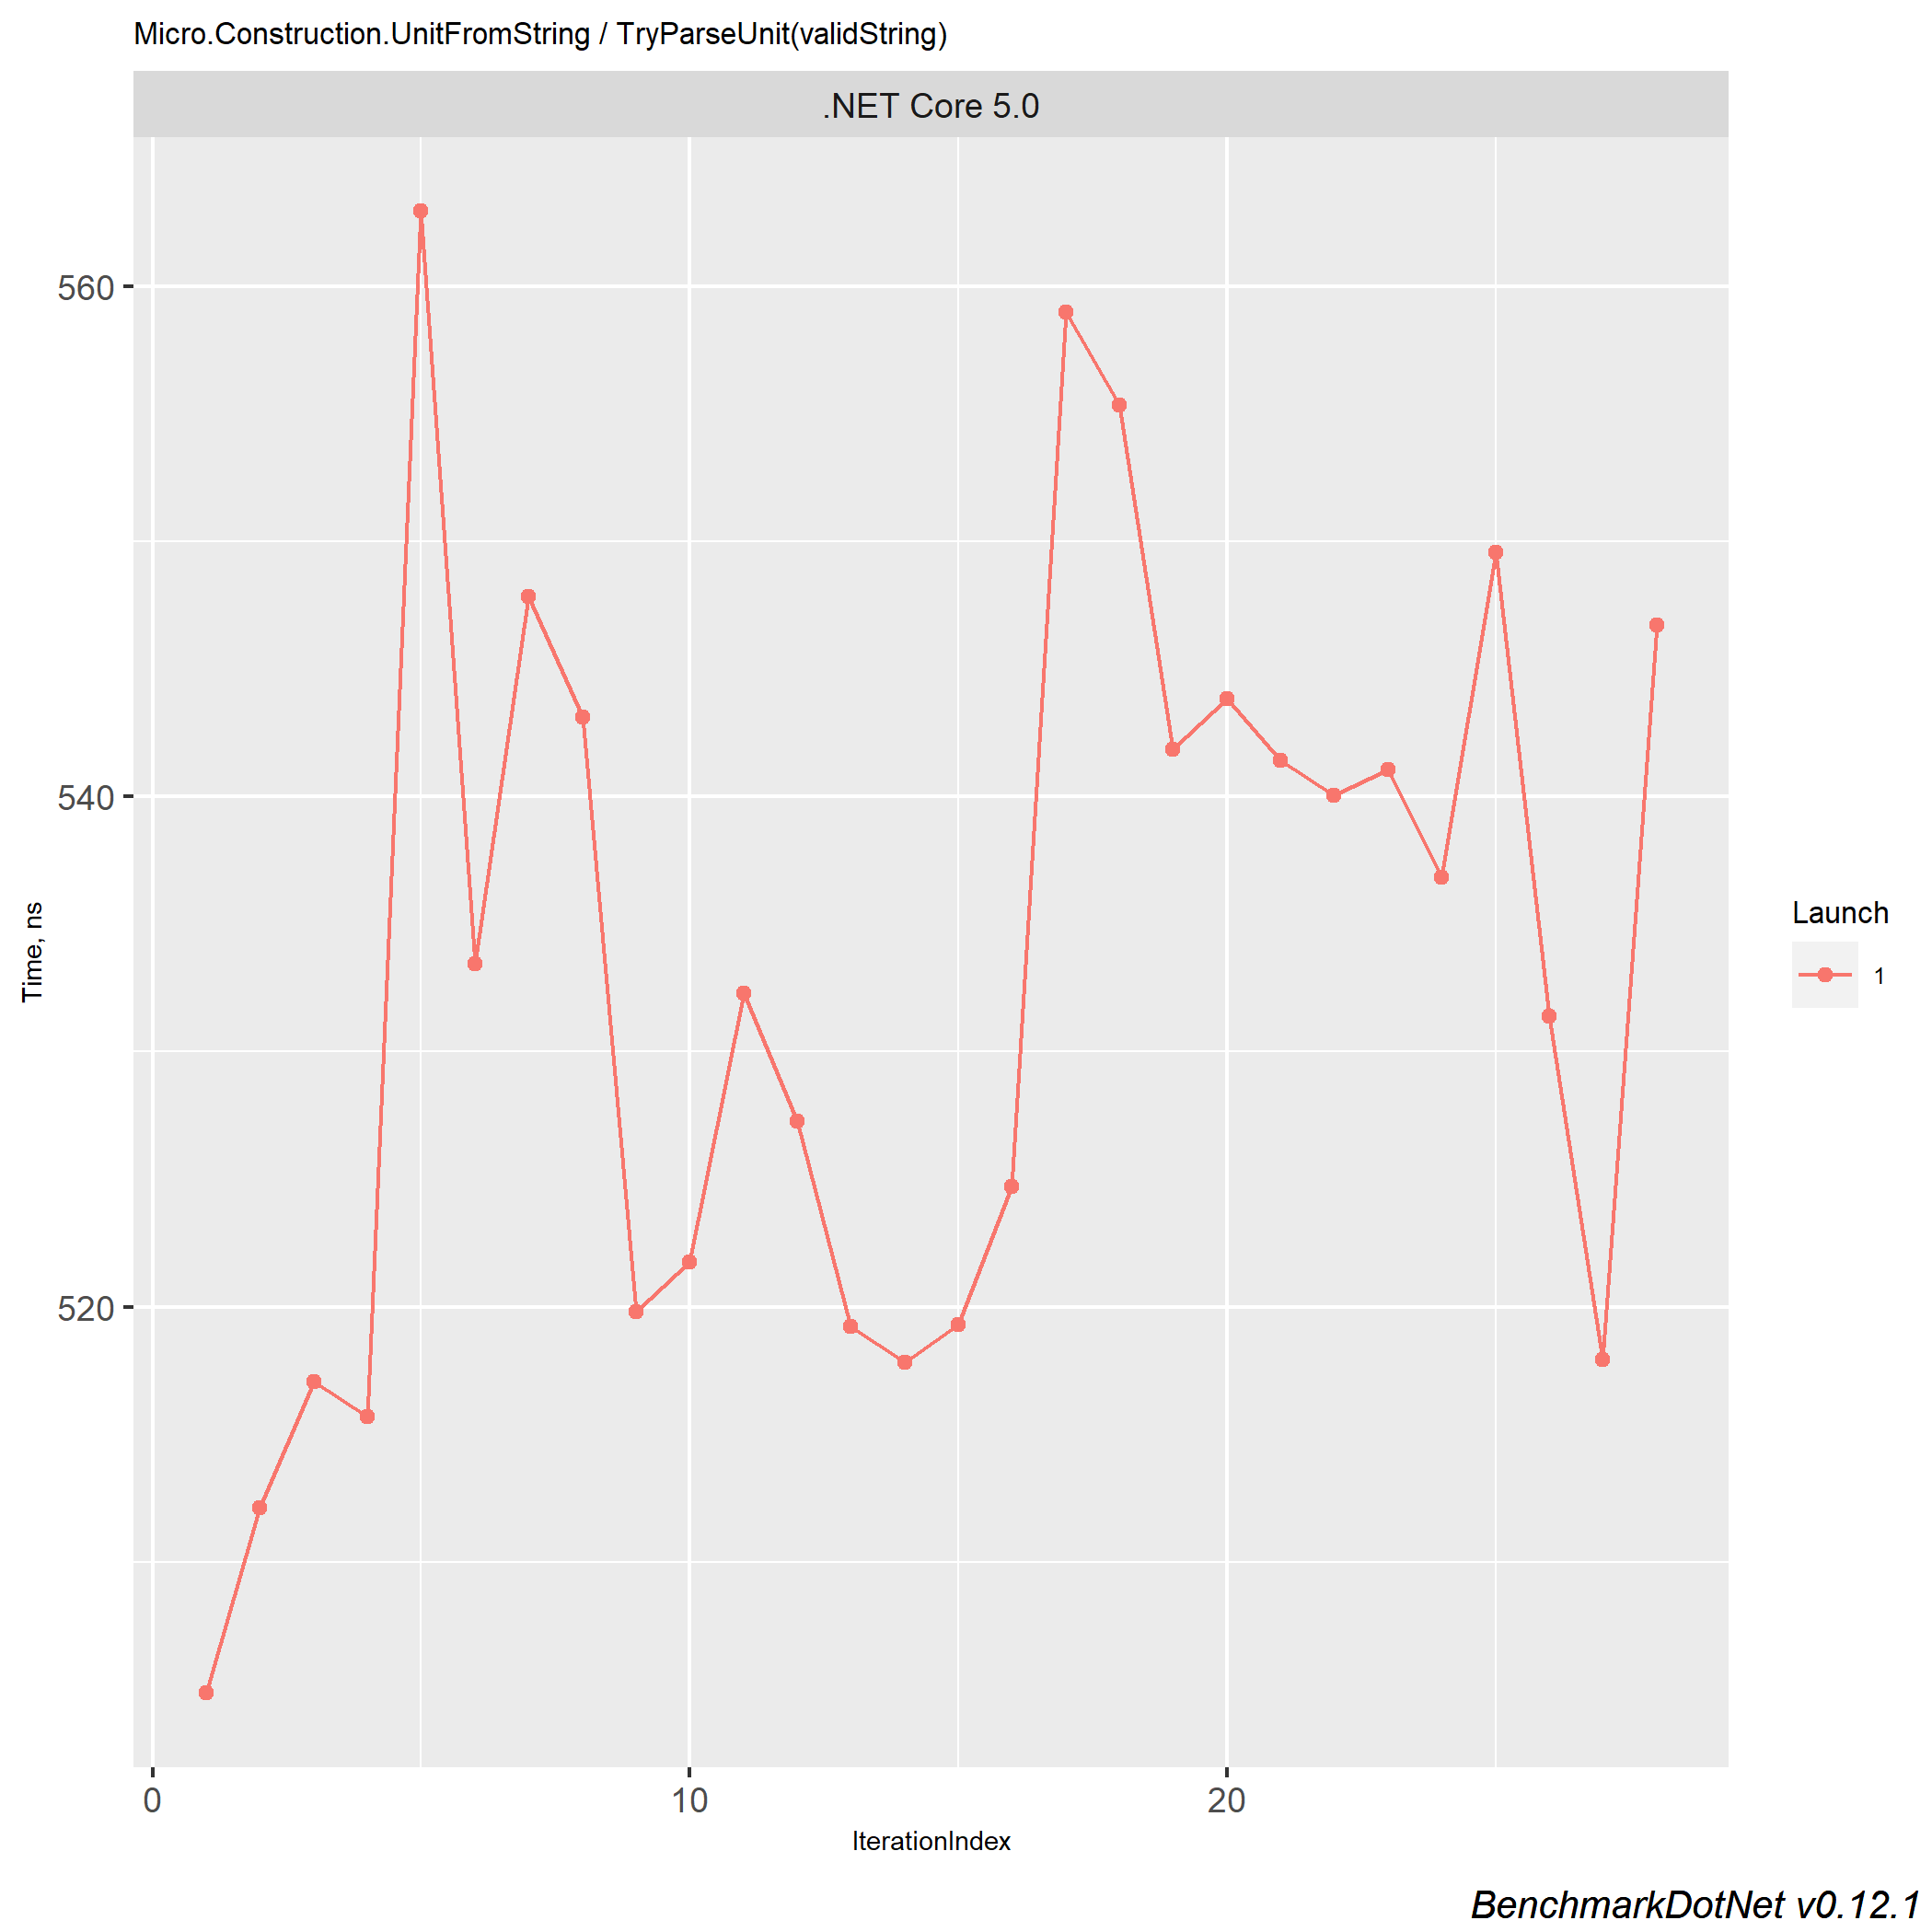 Micro.Construction.UnitFromString / TryParseUnit(validString)
.NET Core 5.0
560
540
520
Time, ns
0
10
20
IterationIndex
Launch
1
BenchmarkDotNet v0.12.1